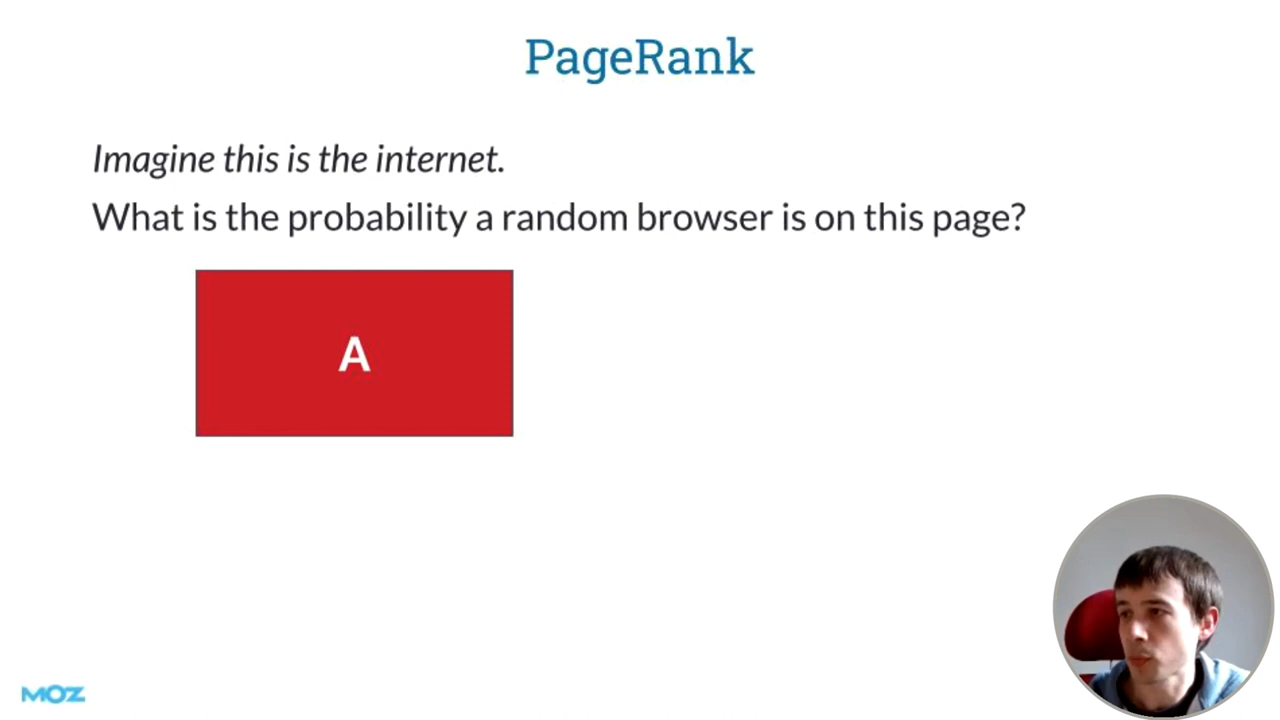 PageRank
Imagine this is the internet.
What is the probability a random browser is on this page?
A
MOZ